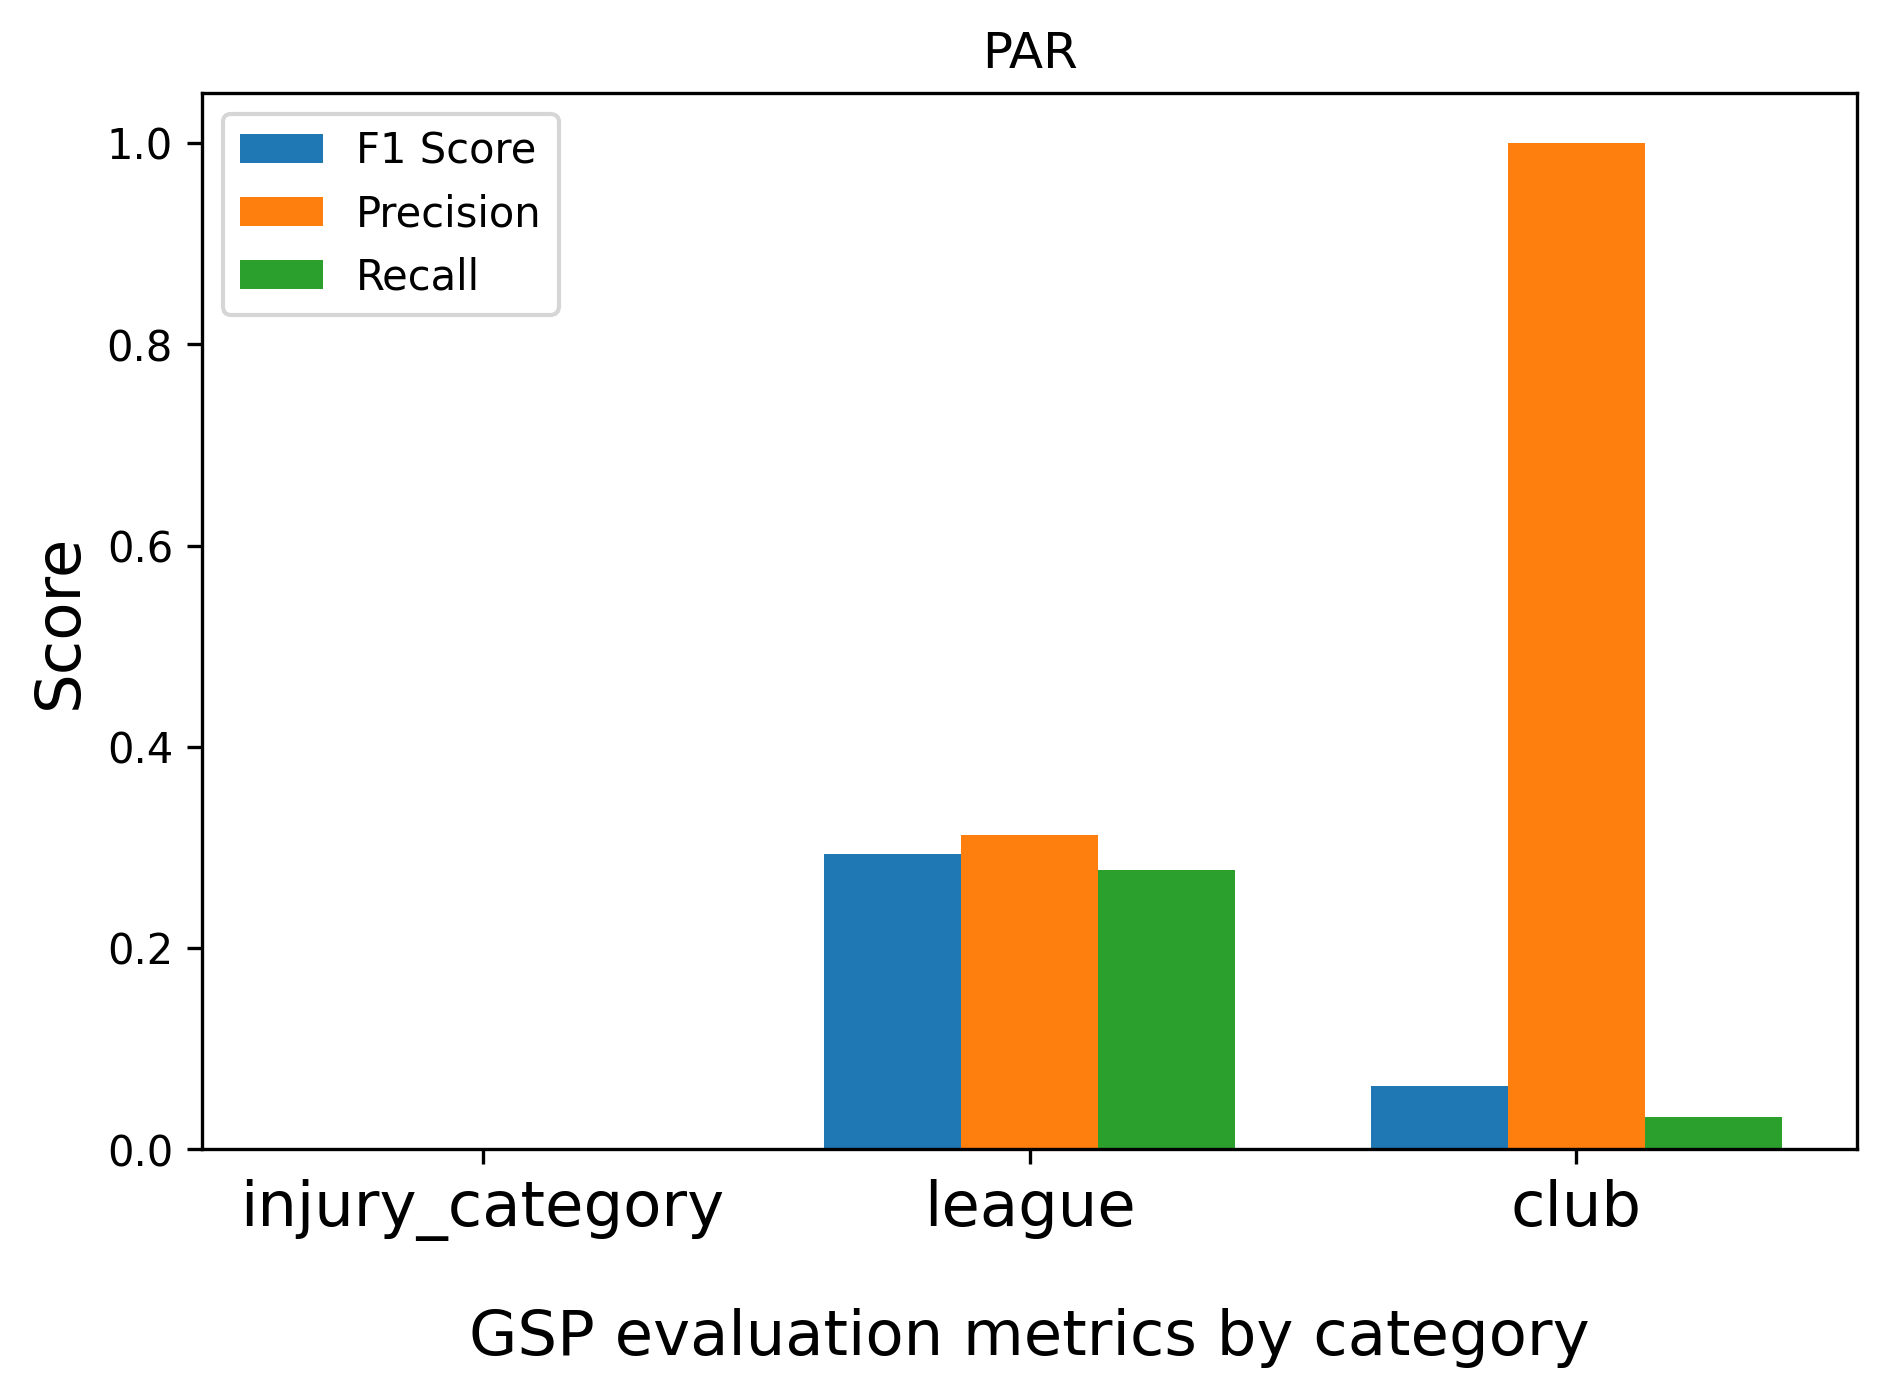 PAR
F1 Score
Precision
Recall
1.0
0.8
0.6
0.4
0.2
0.0
Score
injury_category league club
GSP evaluation metrics by category